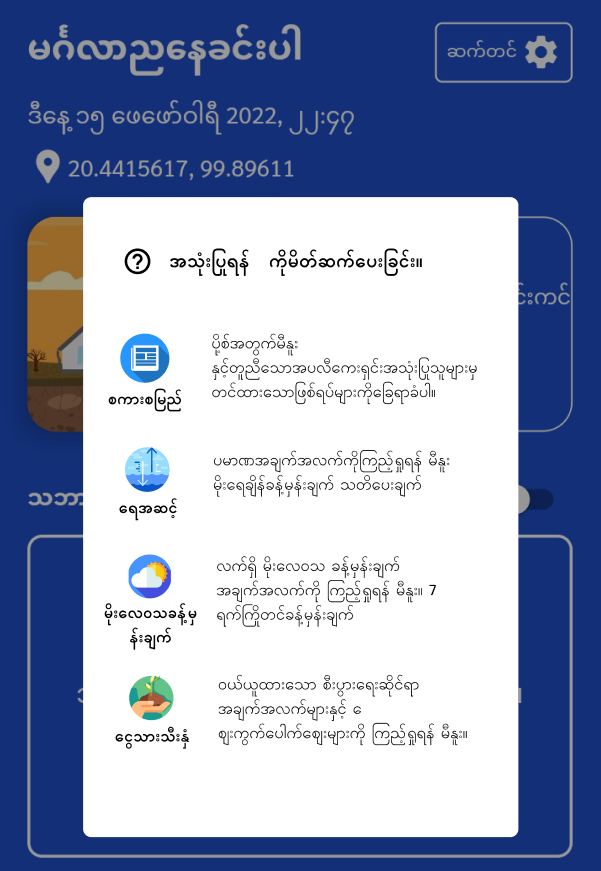 မင်္ဂလာညနေခင်းပါ
ဆက်တင်
ဒီနေ့ ၁၅ ဖေဖော်ဝါရီ 2022, ၂၂:၄၇
20.4415617, 99.89611
အသုံးပြုရန် ကိုမိတ်ဆက်ပေးခြင်း။
ပို့စ်အတွက်မီနူး
နှင့်တူညီသောအပလီကေးရှင်းအသုံးပြုသူများမှ
တင်ထားသောဖြစ်ရပ်များကိုခြေရာခံပါ။
စကားစမြည်
ပမာဏအချက်အလက်ကိုကြည့်ရှုရန် မီနူး
မိုးရေချိန်ခန့်မှန်းချက် သတိပေးချက်
ရေအဆင့်
လက်ရှိ မိုးလေဝသ ခန့်မှန်းချက်
အချက်အလက်ကို ကြည့်ရှုရန် မီနူး။ 7
ရက်ကြိုတင်ခန့်မှန်းချက်
မိုးလေဝသခန့်မှ
န်းချက်
ဝယ်ယူထားသော စီးပွားရေးဆိုင်ရာ
အချက်အလက်များနှင့် ေ
ဈးကွက်ပေါက်ဈေးများကို ကြည့်ရှုရန် မီနူး။
ငွေသားသီးနှံ